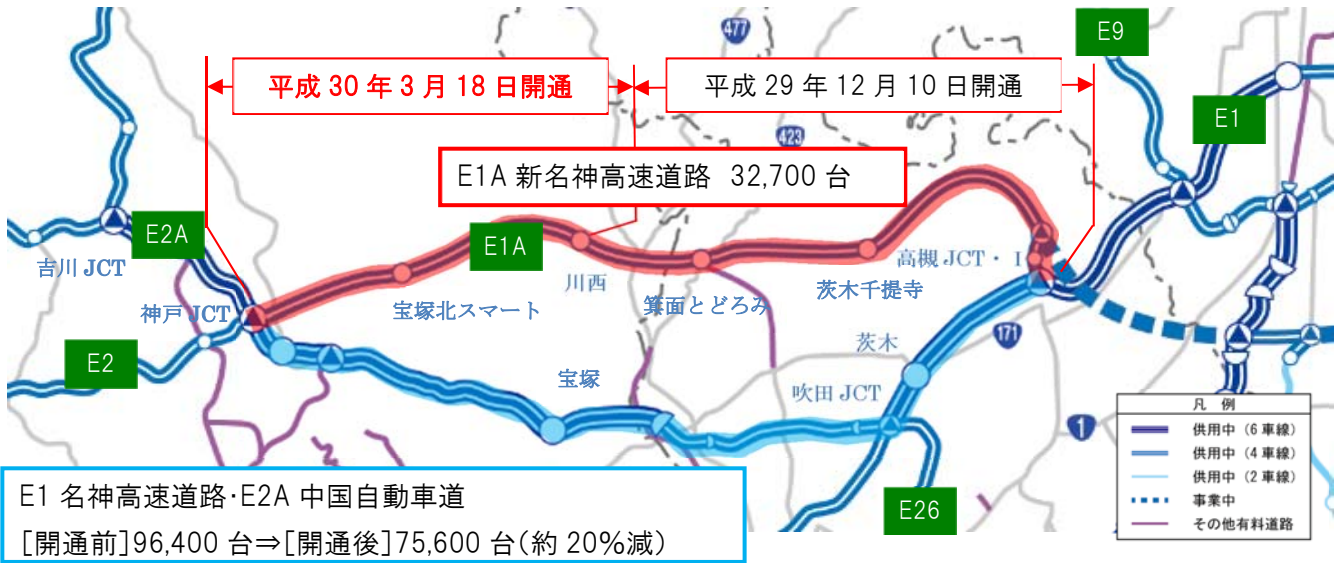 477
E9
平成 30 年 3 月 18 日開通
平成 29 年 12 月 10 日開通
E1
423
E1A 新名神高速道路 32,700 台
E2A
E1A
吉川 JCT
川西
高槻 JCT・I
神戸 JCT
宝塚北スマート
箕面とどろみ
茨木千提寺
E2
171
茨木
宝塚
吹田 JCT
1
凡 例
供用中（6 車線）
供用中（4 車線）
供用中（2 車線）
事業中
その他有料道路
E26
E1 名神高速道路･E2A 中国自動車道
[開通前]96,400 台⇒[開通後]75,600 台(約 20%減)